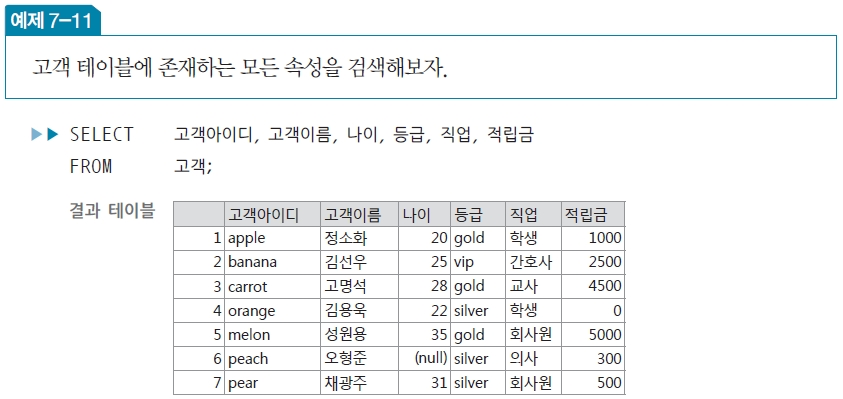 예제 7-11
고객 테이블에 존재하는 모든 속성을 검색해보자.
▶▶ SELECT 고객아이디, 고객이름, 나이, 등급, 직업, 적립금
FROM 고객;
결과 테이블
고객아이디 고객이름 나이 등급 직업 적립금
1 apple 정소화 20 gold 학생 1000
2 banana 김선우 25 vip 간호사 2500
3 carrot 고명석 28 gold 교사 4500
4 orange 김용욱 22 silver 학생 0
5 melon 성원용 35 gold 회사원 5000
6 peach 오형준 (null) silver 의사 300
7 pear 채광주 31 silver 회사원 500